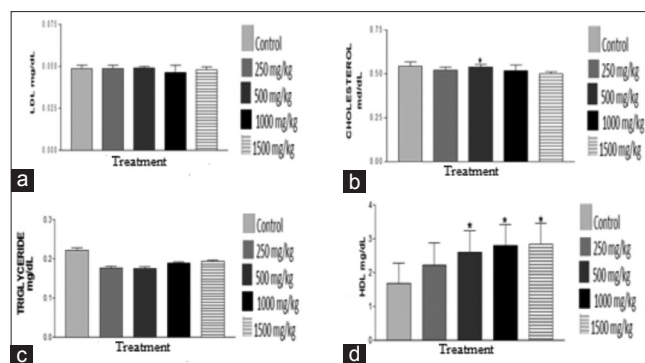 0.075
0.050
0.025
0.000
LDL mg/dL
Treatment
Control
250 mg/kg
500 mg/kg
1000 mg/kg
1500 mg/kg
a
0.75
0.50
0.25
0.00
CHOLESTEROL
md/dL
*
Treatment
Control
250 mg/kg
500 mg/kg
1000 mg/kg
1500 mg/kg
b
0.3
0.2
0.1
0.0
TRIGLYCERIDE
mg/dL
Treatment
Control
250 mg/kg
500 mg/kg
1000 mg/kg
1500 mg/kg
c
4
3
2
1
0
HDL mg/dL
* * *
Treatment
Control
250 mg/kg
500 mg/kg
1000 mg/kg
1500 mg/kg
d